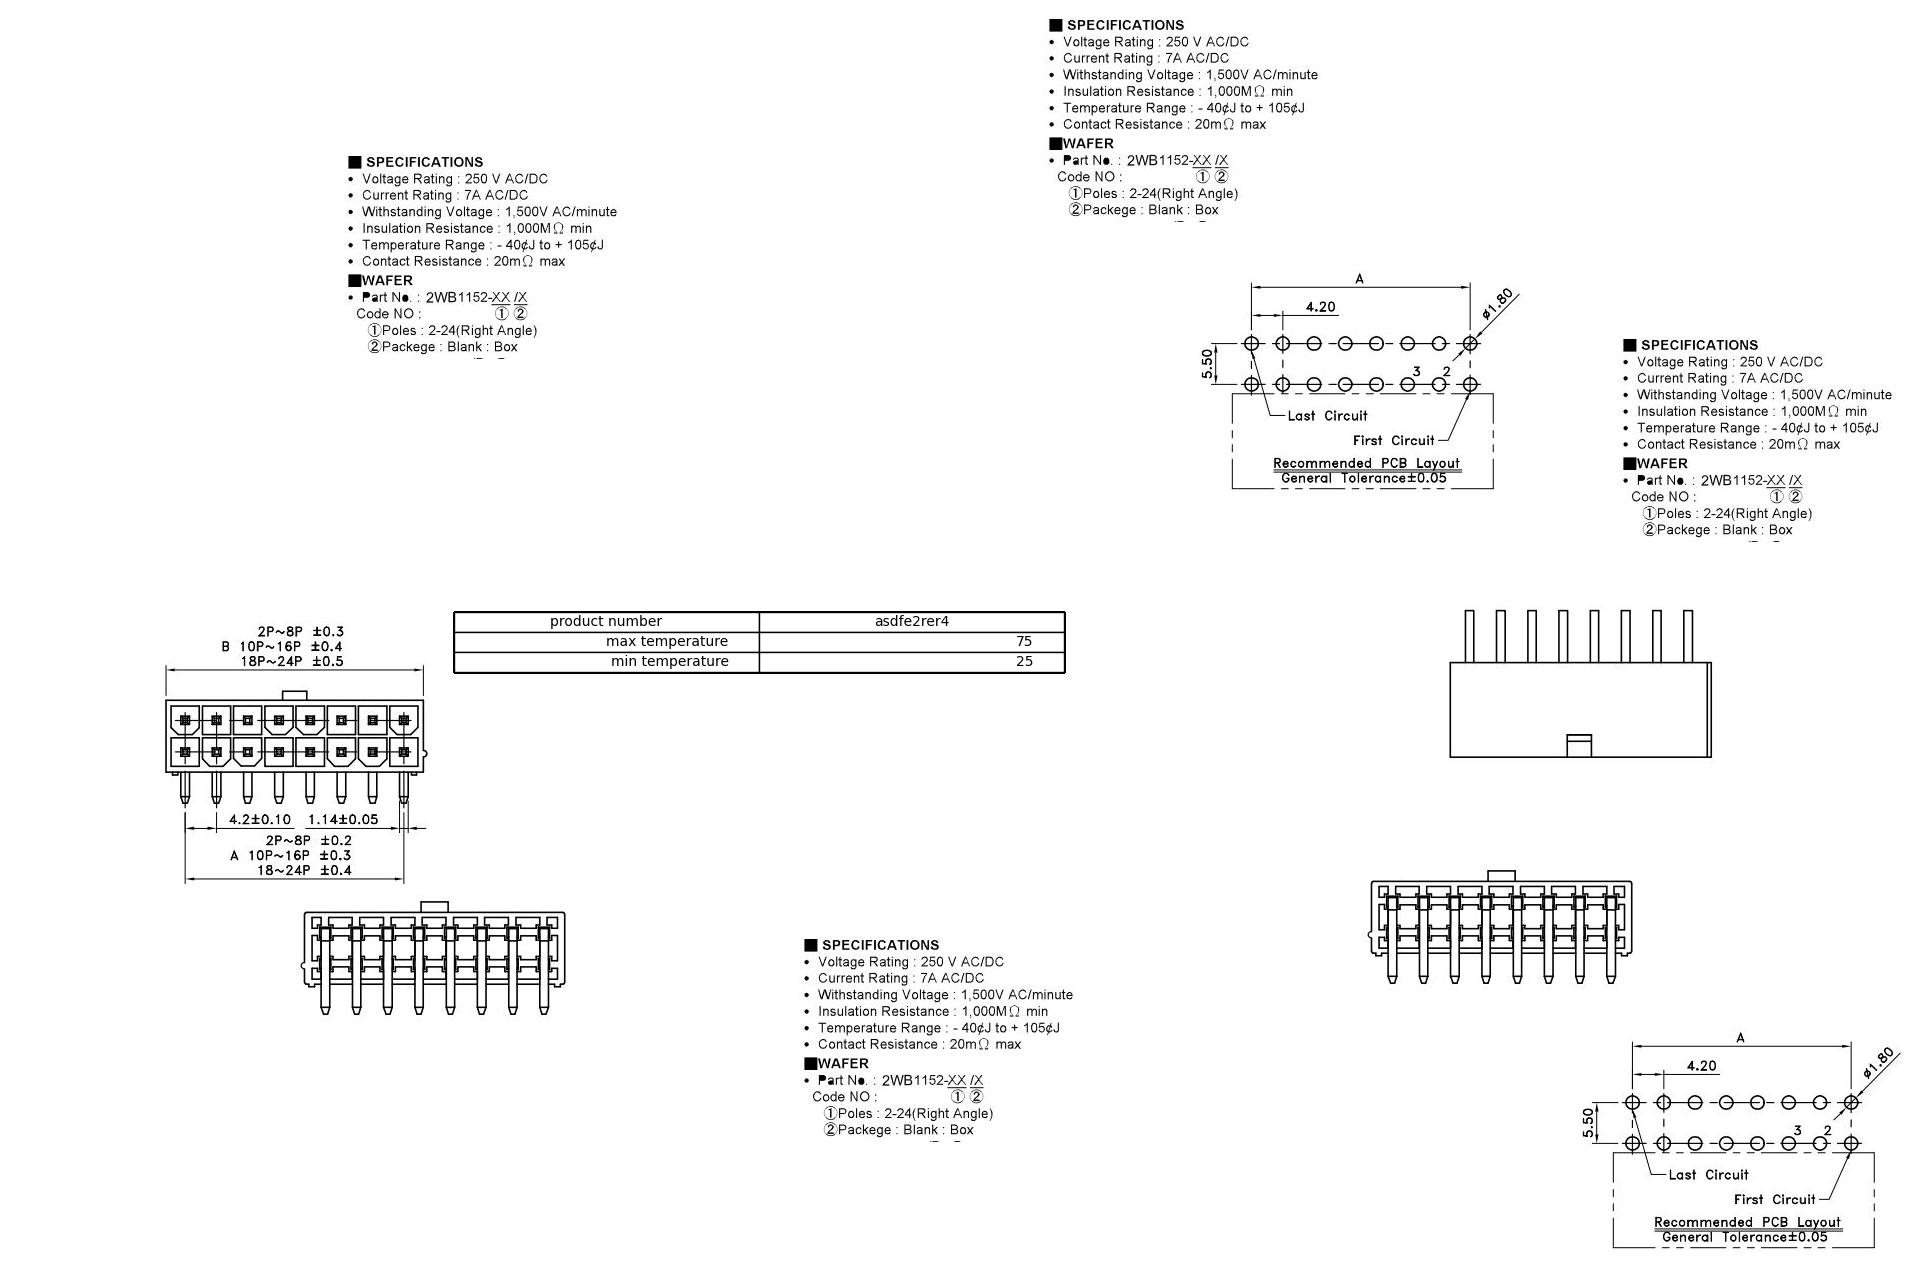 ■ SPECIFICATIONS
• Voltage Rating : 250 V AC/DC
• Current Rating : 7A AC/DC
• Withstanding Voltage : 1,500V AC/minute
• Insulation Resistance : 1,000MΩ min
• Temperature Range : - 40¢J to + 105¢J
• Contact Resistance : 20mΩ max
■WAFER
• Part No. : 2WB1152-XX /X
Code NO : ① ②
①Poles : 2-24(Right Angle)
②Packege : Blank : Box
■ SPECIFICATIONS
• Voltage Rating : 250 V AC/DC
• Current Rating : 7A AC/DC
• Withstanding Voltage : 1,500V AC/minute
• Insulation Resistance : 1,000MΩ min
• Temperature Range : - 40¢J to + 105¢J
• Contact Resistance : 20mΩ max
■WAFER
• Part No. : 2WB1152-XX /X
Code NO : ① ②
①Poles : 2-24(Right Angle)
②Packege : Blank : Box
A
4.20
ø1.80
5.50
3 2
Last Circuit
First Circuit
Recommended PCB Layout
General Tolerance±0.05
■ SPECIFICATIONS
• Voltage Rating : 250 V AC/DC
• Current Rating : 7A AC/DC
• Withstanding Voltage : 1,500V AC/minute
• Insulation Resistance : 1,000MΩ min
• Temperature Range : - 40¢J to + 105¢J
• Contact Resistance : 20mΩ max
■WAFER
• Part No. : 2WB1152-XX /X
Code NO : ① ②
①Poles : 2-24(Right Angle)
②Packege : Blank : Box
product number asdfe2rer4
max temperature 75
min temperature 25
2P~8P ±0.3
B 10P~16P ±0.4
18P~24P ±0.5
4.2±0.10 1.14±0.05
2P~8P ±0.2
A 10P~16P ±0.3
18~24P ±0.4
■ SPECIFICATIONS
• Voltage Rating : 250 V AC/DC
• Current Rating : 7A AC/DC
• Withstanding Voltage : 1,500V AC/minute
• Insulation Resistance : 1,000MΩ min
• Temperature Range : - 40¢J to + 105¢J
• Contact Resistance : 20mΩ max
■WAFER
• Part No. : 2WB1152-XX /X
Code NO : ① ②
①Poles : 2-24(Right Angle)
②Packege : Blank : Box
A
4.20
ø1.80
5.50
3 2
Last Circuit
First Circuit
Recommended PCB Layout
General Tolerance±0.05